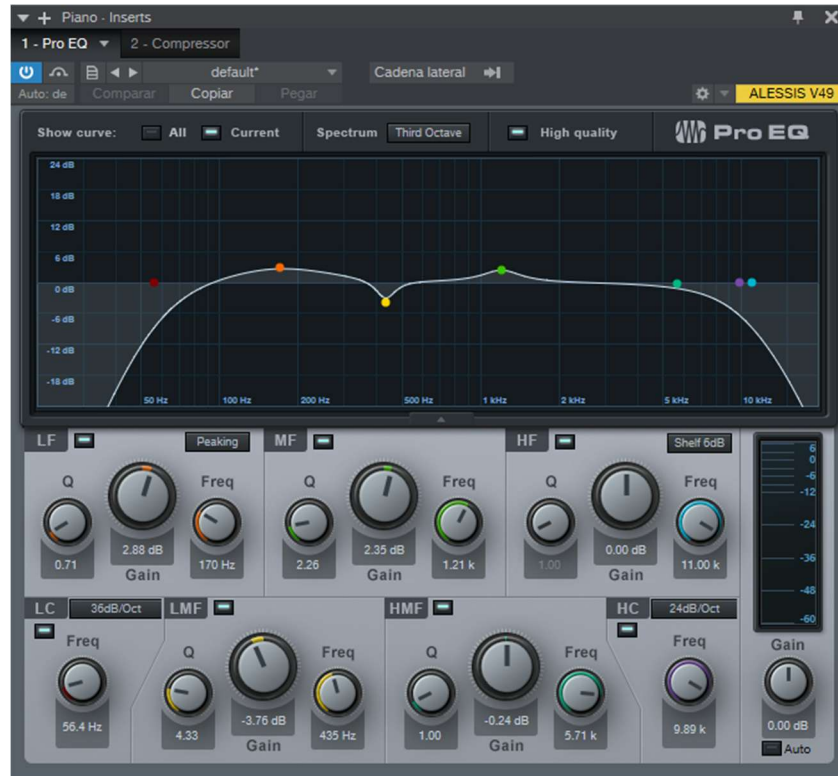 Piano - Inserts
1 - Pro EQ 2 - Compressor
default* Cadena lateral
Auto: de Comparar Copiar Pegar ALESSIS V49
Show curve: All Current Spectrum Third Octave High quality Pro EQ
24 dB
18 dB
12 dB
6 dB
0 dB
-6 dB
-12 dB
-18 dB
50 Hz 100 Hz 200 Hz 500 Hz 1 kHz 2 kHz 5 kHz 10 kHz
LF Peaking MF HF Shelf 6dB
Q Freq Q Freq Q Freq
0.71 2.88 dB 170 Hz 2.26 2.35 dB 1.21 k 1.00 0.00 dB 11.00 k
Gain Gain Gain
6
0
-6
-12
-24
-36
-48
-60
LC 36dB/Oct LMF HMF HC 24dB/Oct
Freq Q Freq Q Freq Freq Gain
56.4 Hz 4.33 -3.76 dB 435 Hz 1.00 -0.24 dB 5.71 k 9.89 k 0.00 dB
Gain Gain Auto